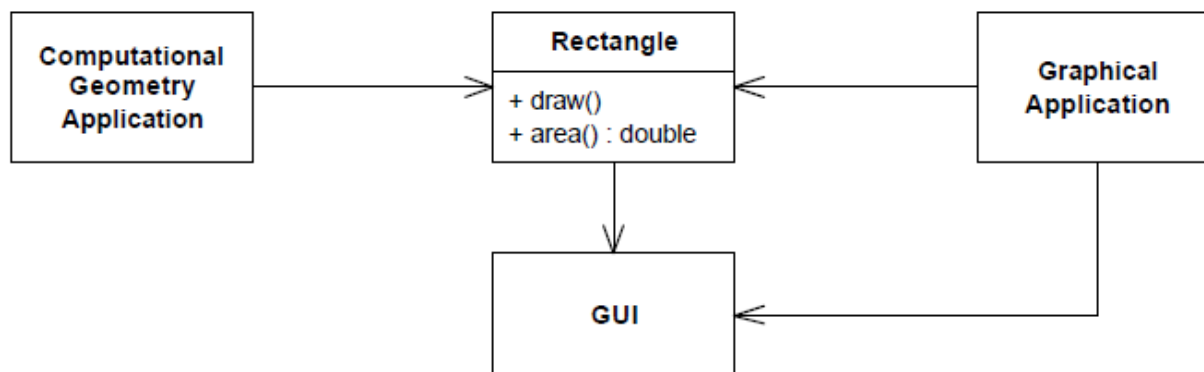 Computational
Geometry
Application
Rectangle
+ draw()
+ area() : double
Graphical
Application
GUI